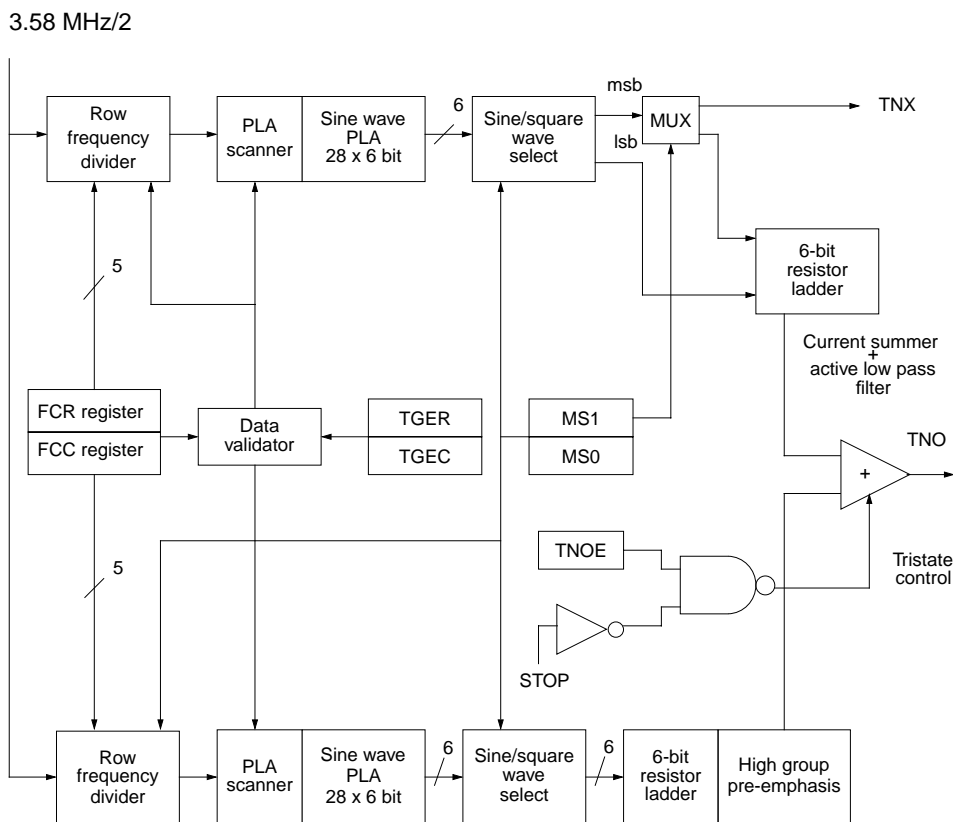 3.58 MHz/2
Row
frequency
divider
PLA
scanner
Sine wave
PLA
28 x 6 bit
6
Sine/square
wave
select
msb
lsb
MUX
TNX
5
6-bit
resistor
ladder
Current summer
+
active low pass
filter
FCR register
FCC register
Data
validator
TGER
TGEC
MS1
MS0
+
TNO
5
TNOE
STOP
Tristate
control
Row
frequency
divider
PLA
scanner
Sine wave
PLA
28 x 6 bit
6
Sine/square
wave
select
6
6-bit
resistor
ladder
High group
pre-emphasis